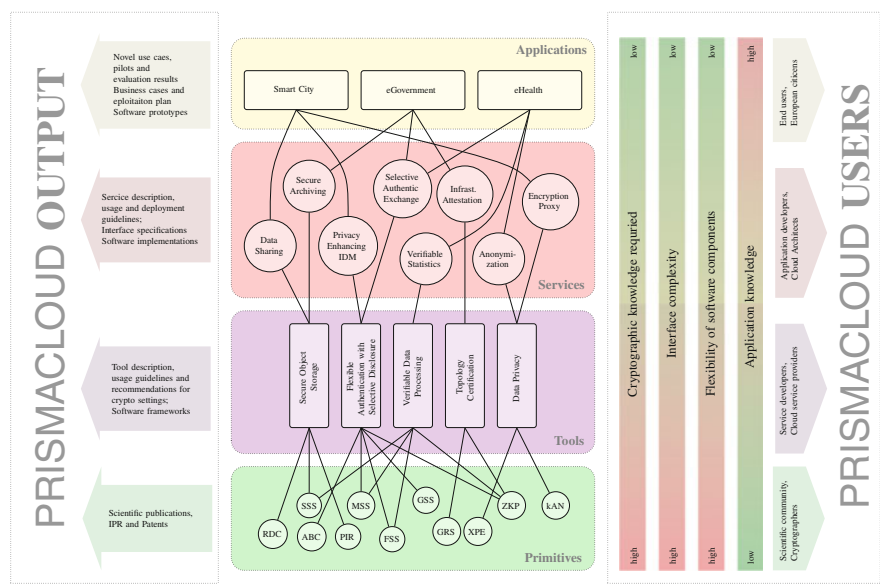 PRISMACLOUD OUTPUT
Novel use caes,
pilots and
evaluation results
Business cases and
eploitaiton plan
Software prototypes
Sercice description,
usage and deployment
guidelines;
Interface specifications
Software implementations
Tool description,
usage guidelines and
recommendations for
crypto settings;
Software frameworks
Scientific publications,
IPR and Patents
Applications
Smart City
eGovernment
eHealth
Secure
Archiving
Selective
Authentic
Exchange
Infrast.
Attestation
Encryption
Proxy
Data
Sharing
Privacy
Enhancing
IDM
Verifiable
Statistics
Anonymi-
zation
Services
Secure Object
Storage
Flexible
Authentication with
Selective Disclosure
Verifiable Data
Processing
Topology
Certification
Data Privacy
Tools
SSS
MSS
GSS
ZKP
kAN
RDC
ABC
PIR
FSS
GRS
XPE
Primitives
low
Cryptographic knowledge requried
high
low
Interface complexity
high
low
Flexibility of software components
high
high
Application knowledge
low
End users,
European citicens
Application developers,
Cloud Architects
Service developers,
Cloud service providers
Scientific community,
Cryptographers
PRISMACLOUD USERS